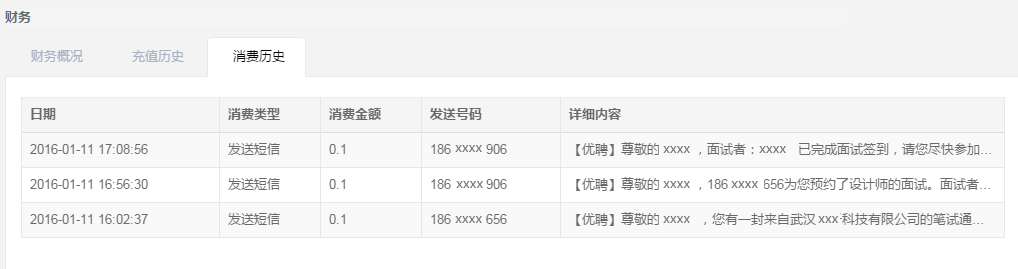 财务
财务概况 充值历史 消费历史
日期 消费类型 消费金额 发送号码 详细内容
2016-01-11 17:08:56 发送短信 0.1 186 xxxx 906 【优聘】尊敬的 xxxx ，面试者：xxxx 已完成面试签到，请您尽快参加...
2016-01-11 16:56:30 发送短信 0.1 186 xxxx 906 【优聘】尊敬的 xxxx ，186 xxxx 656为您预约了设计师的面试。面试者...
2016-01-11 16:02:37 发送短信 0.1 186 xxxx 656 【优聘】尊敬的 xxxx ，您有一封来自武汉 xxx科技有限公司的笔试通...